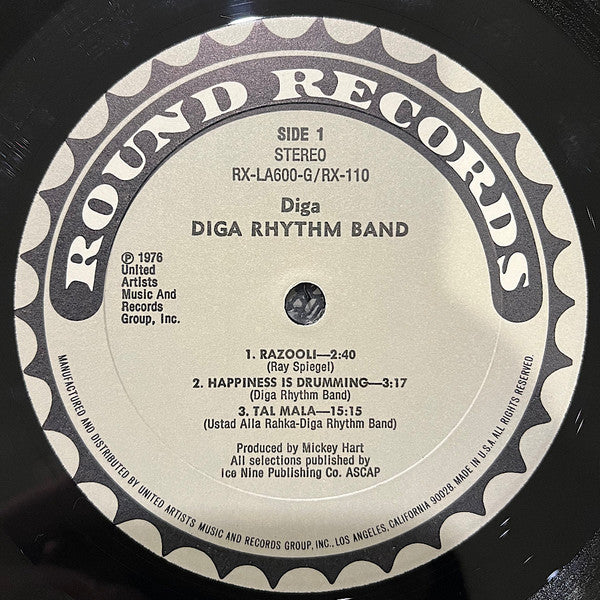 ROUND RECORDS
SIDE 1
STEREO
RX-LA600-G/RX-110
Diga
DIGA RHYTHM BAND
℗ 1976
United
Artists
Music And
Records
Group, Inc.
1. RAZOOLI—2:40
(Ray Spiegel)
2. HAPPINESS IS DRUMMING—3:17
(Diga Rhythm Band)
3. TAL MALA—15:15
(Ustad Alla Rahka-Diga Rhythm Band)
Produced by Mickey Hart
All selections published by
Ice Nine Publishing Co. ASCAP
MANUFACTURED AND DISTRIBUTED BY UNITED ARTISTS MUSIC AND RECORDS GROUP, INC., LOS ANGELES, CALIFORNIA 90028. MADE IN U.S.A. ALL RIGHTS RESERVED.